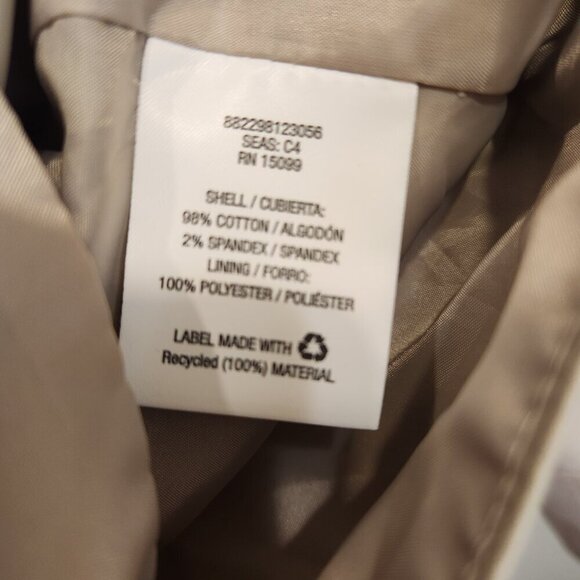 882298123056
SEAS: C4
RN 15099
SHELL / CUBIERTA:
98% COTTON / ALGODÓN
2% SPANDEX / SPANDEX
LINING / FORRO:
100% POLYESTER / POLIÉSTER
LABEL MADE WITH
Recycled (100%) MATERIAL